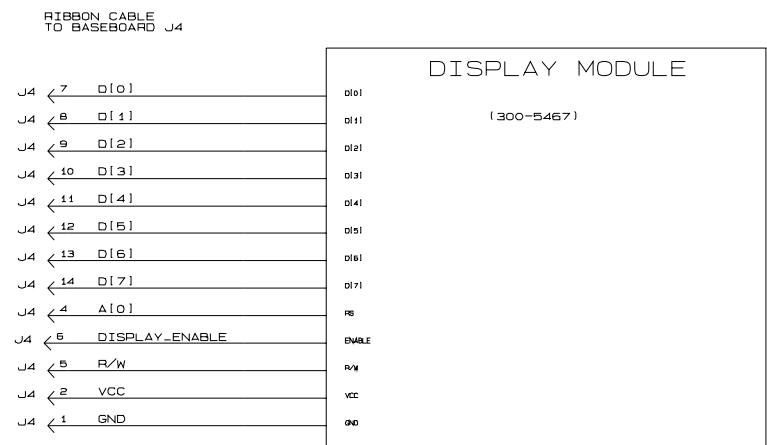 RIBBON CABLE
TO BASEBOARD J4
DISPLAY MODULE
(300-5467)
J4 7 D[0] D[0]
J4 8 D[1] D[1]
J4 9 D[2] D[2]
J4 10 D[3] D[3]
J4 11 D[4] D[4]
J4 12 D[5] D[5]
J4 13 D[6] D[6]
J4 14 D[7] D[7]
J4 4 A[0] RS
J4 6 DISPLAY_ENABLE ENABLE
J4 5 R/W R/W
J4 2 VCC VCC
J4 1 GND GND